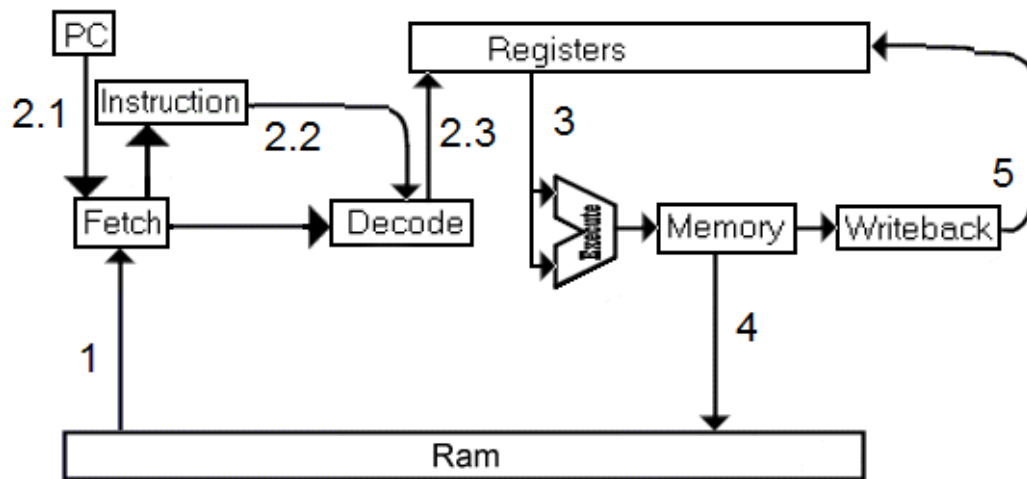 PC
Registers
2.1
Instruction
2.2
2.3
3
5
Fetch
Decode
Execute
Memory
Writeback
1
4
Ram